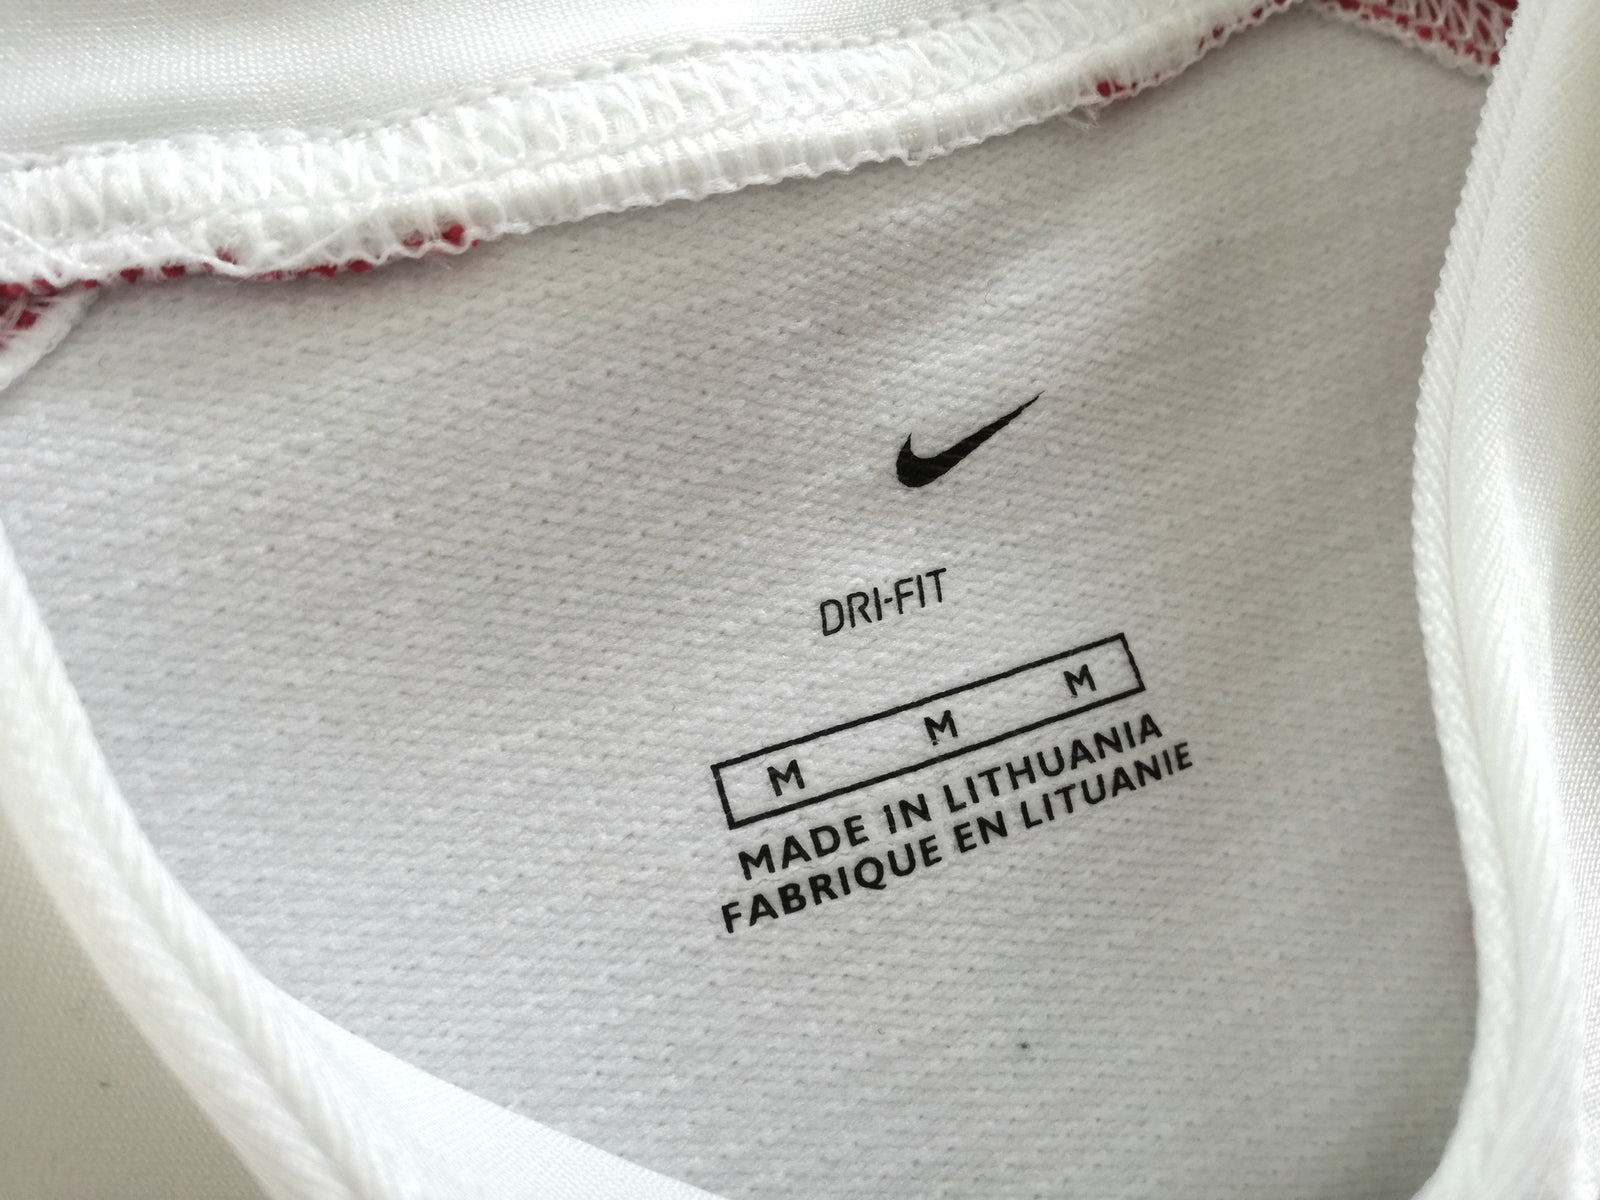 DRI-FIT
M M M
MADE IN LITHUANIA
FABRIQUE EN LITUANIE